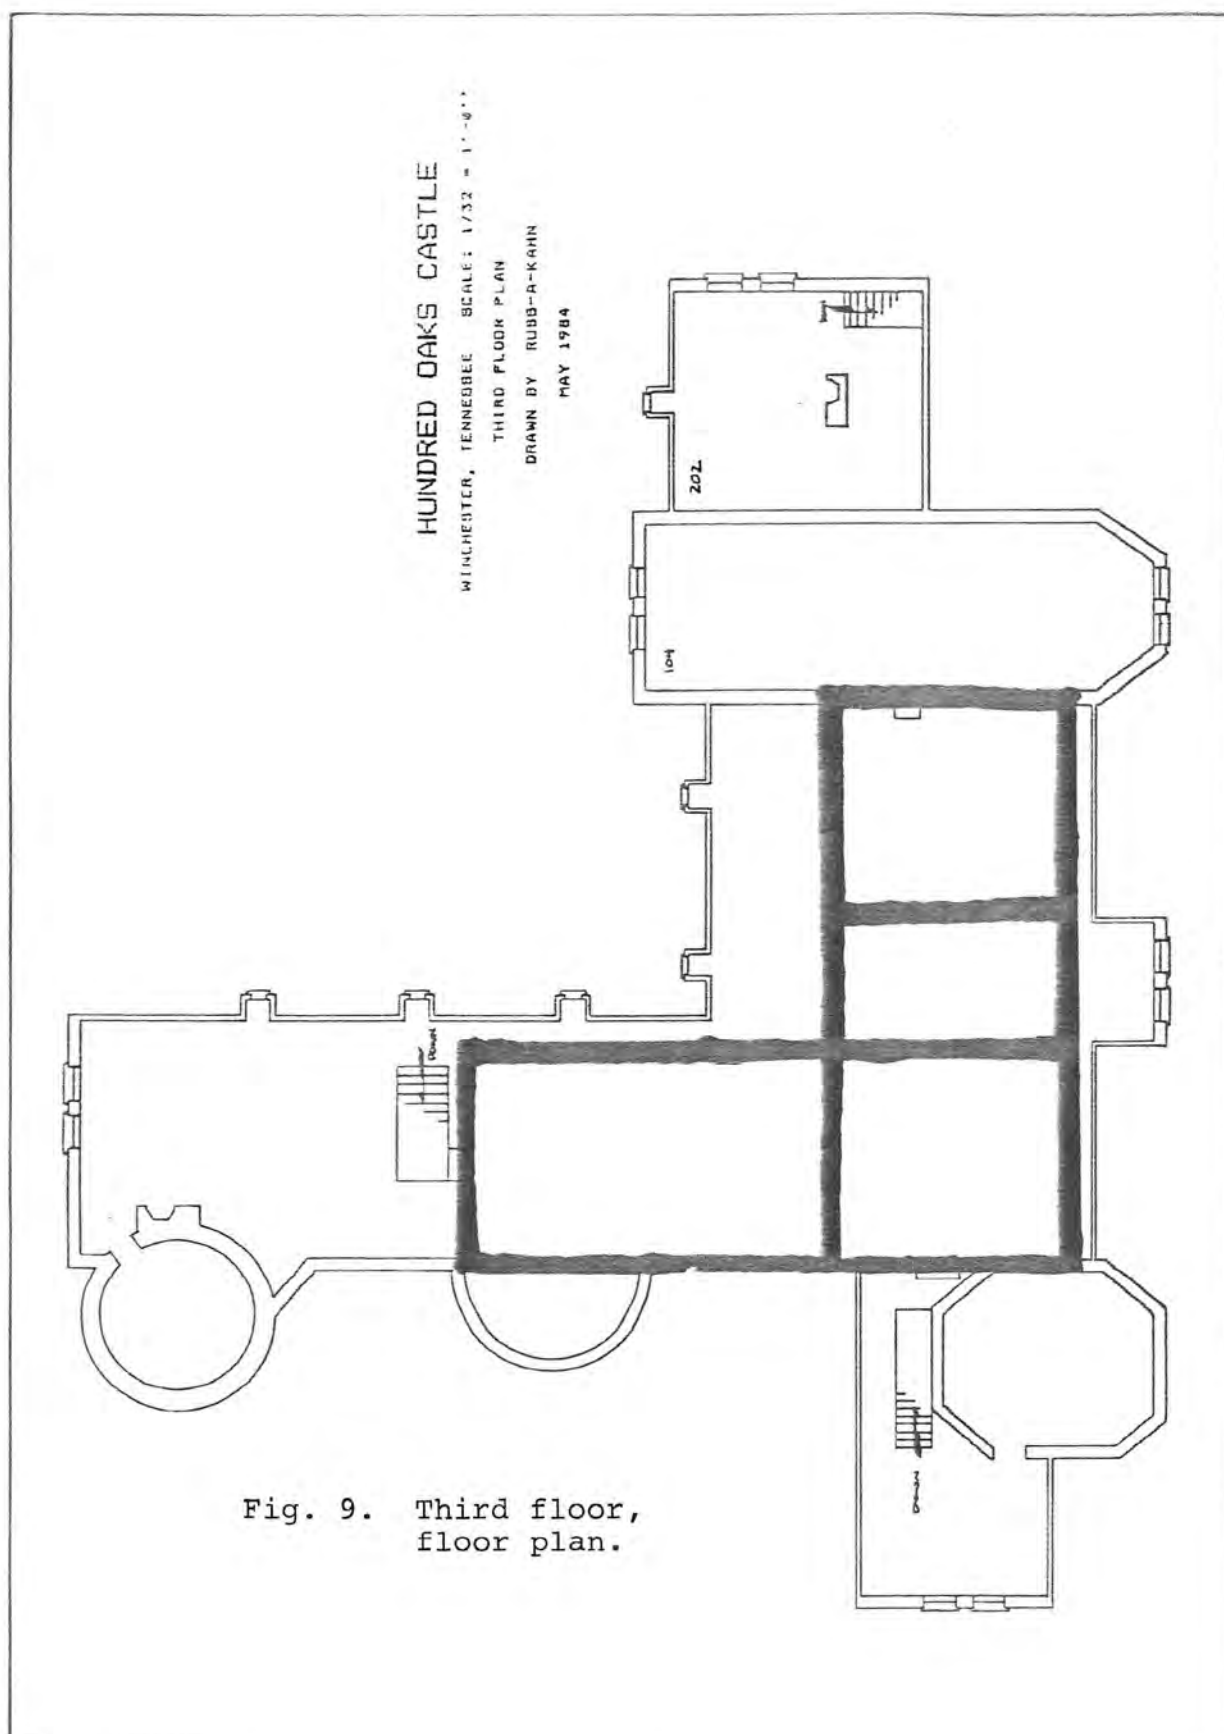 HUNDRED OAKS CASTLE
WINCHESTER, TENNESSEE SCALE: 1/32 = 1'-0''
THIRD FLOOR PLAN
DRAWN BY RUBB-A-KAHN
MAY 1984
DOWN
202
104
DOWN
DOWN
Fig. 9. Third floor,
floor plan.